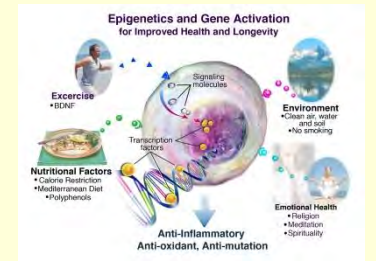 Epigenetics and Gene Activation
for Improved Health and Longevity
Signaling
molecules
Excercise
•BDNF
Environment
•Clean air, water
and soil
•No smoking
Transcription
factors
Nutritional Factors
•Calorie Restriction
•Mediterranean Diet
•Polyphenols
Emotional Health
•Religion
•Meditation
•Spirituality
Anti-Inflammatory
Anti-oxidant, Anti-mutation